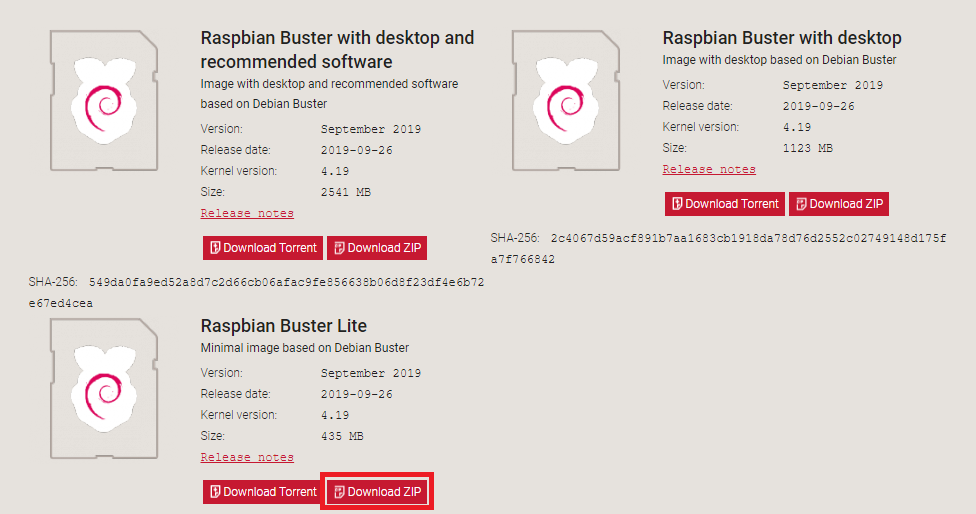 Raspbian Buster with desktop and
recommended software
Image with desktop and recommended software
based on Debian Buster
Version: September 2019
Release date: 2019-09-26
Kernel version: 4.19
Size: 2541 MB
Release notes
Download Torrent Download ZIP
SHA-256: 549da0fa9ed52a8d7c2d66cb06afac9fe856638b06d8f23df4e6b72
e67ed4cea
Raspbian Buster with desktop
Image with desktop based on Debian Buster
Version: September 2019
Release date: 2019-09-26
Kernel version: 4.19
Size: 1123 MB
Release notes
Download Torrent Download ZIP
SHA-256: 2c4067d59acf891b7aa1683cb1918da78d76d2552c02749148d175f
a7f766842
Raspbian Buster Lite
Minimal image based on Debian Buster
Version: September 2019
Release date: 2019-09-26
Kernel version: 4.19
Size: 435 MB
Release notes
Download Torrent Download ZIP